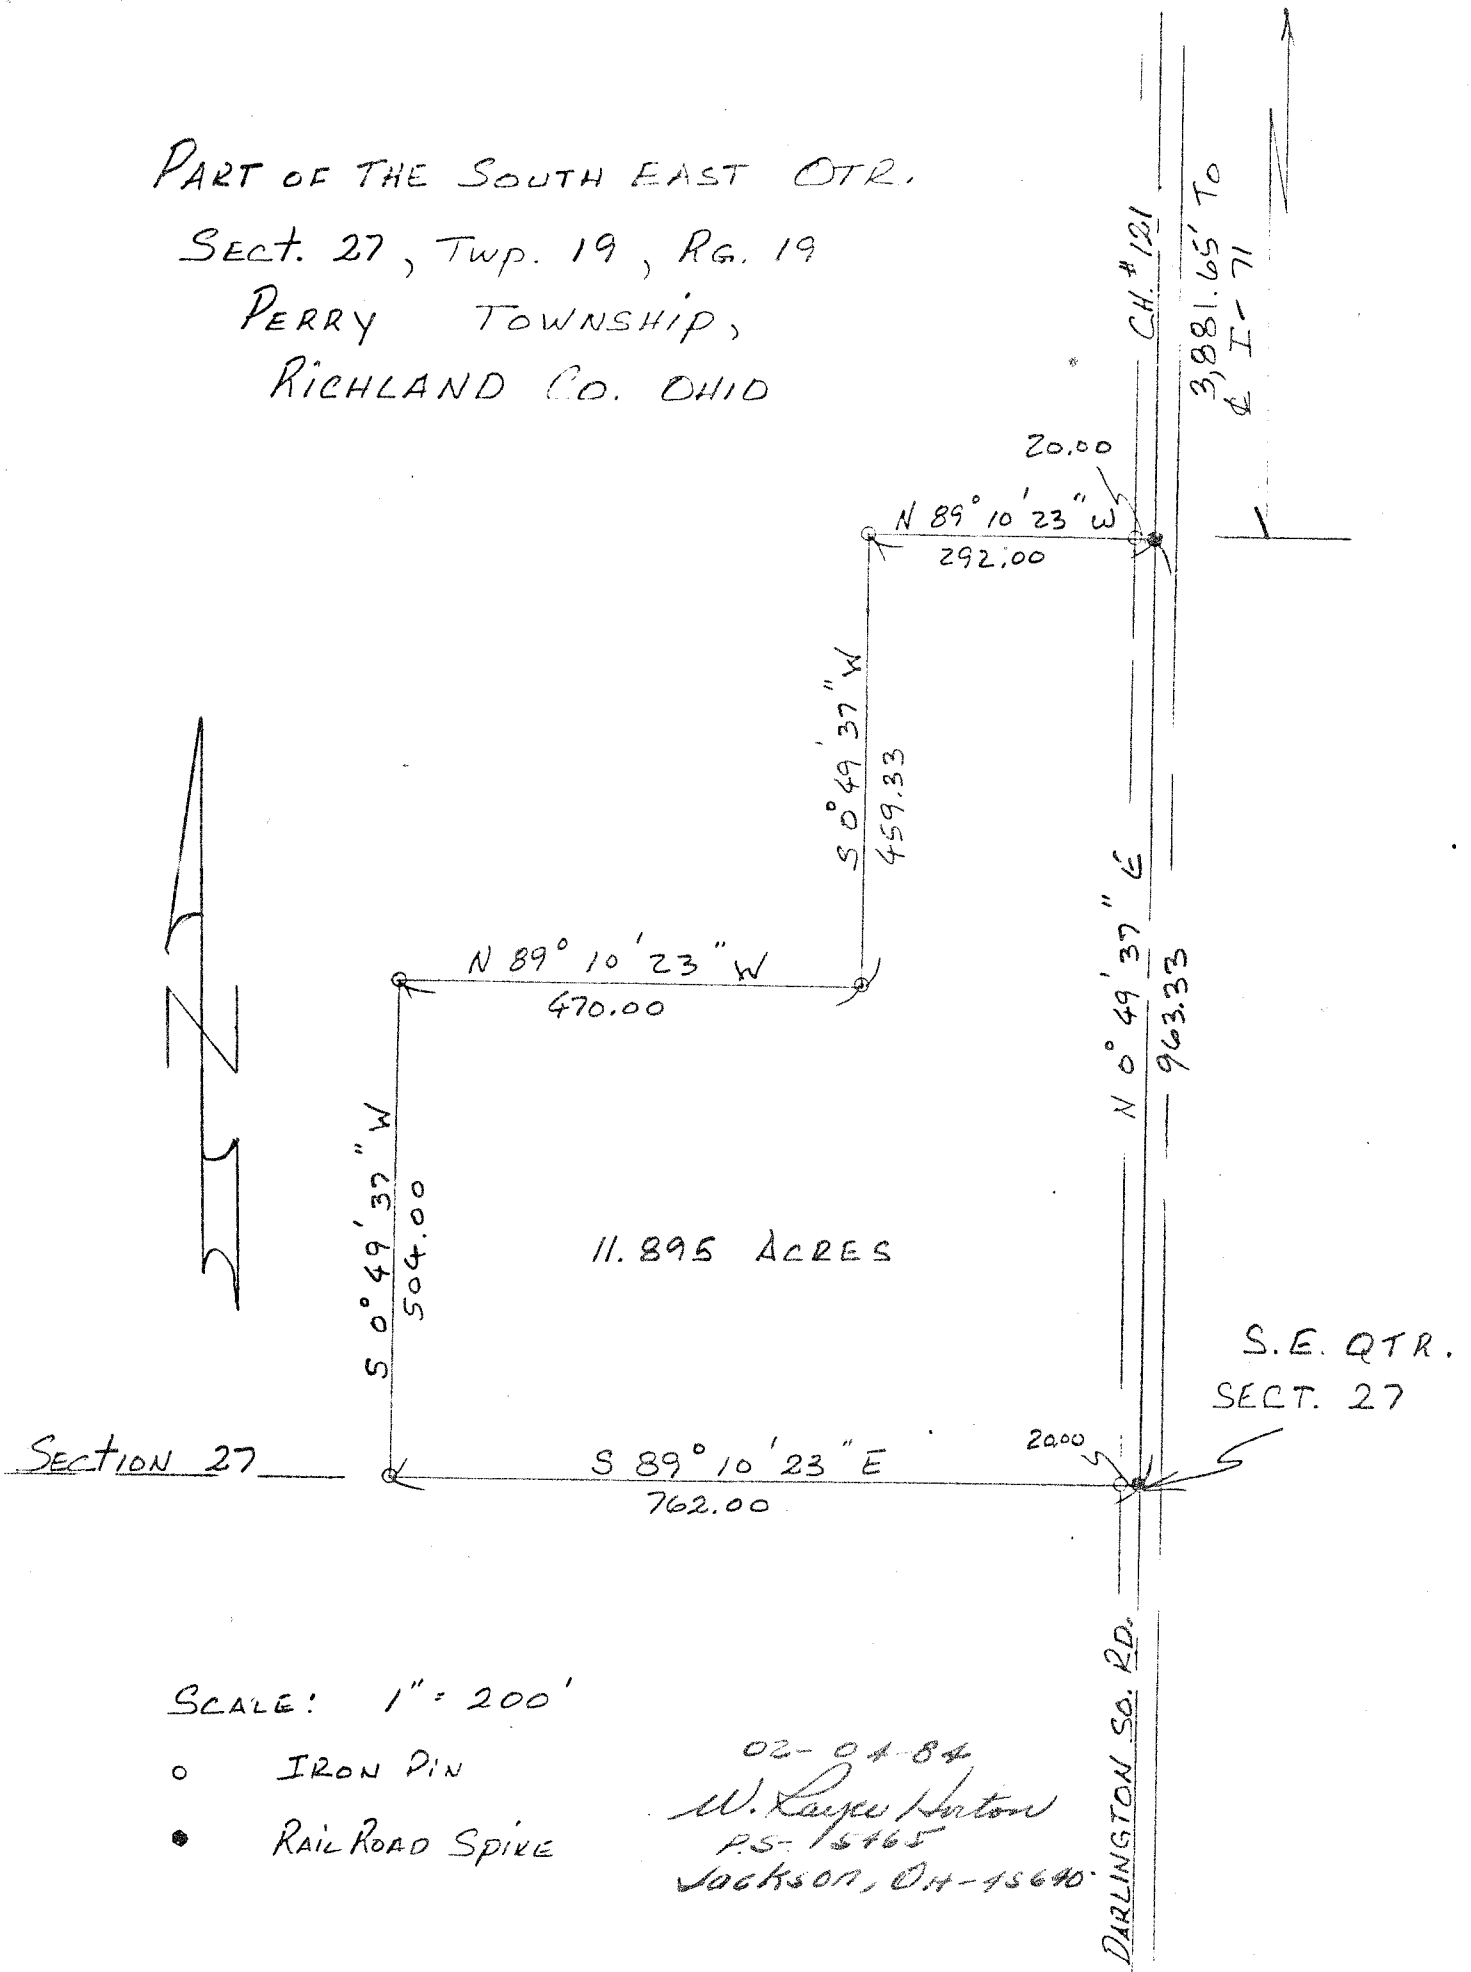 PART OF THE SOUTH EAST QTR.
SECT. 27, TWP. 19, RG. 19
PERRY TOWNSHIP,
RICHLAND CO. OHIO
CH. #121
3,881.65' TO
℄ I-71
20.00
N 89° 10' 23" W
292.00
S 0° 49' 37" W
459.33
N 89° 10' 23" W
470.00
N 0° 49' 37" E
963.33
N
S 0° 49' 37" W
504.00
11.895 ACRES
S.E. QTR.
SECT. 27
SECTION 27
S 89° 10' 23" E
762.00
20.00
DARLINGTON SO. RD.
SCALE: 1" = 200'
IRON PIN
RAILROAD SPIKE
02-04-84
W. Horton
P.S. 15465
Jackson, OH-45640